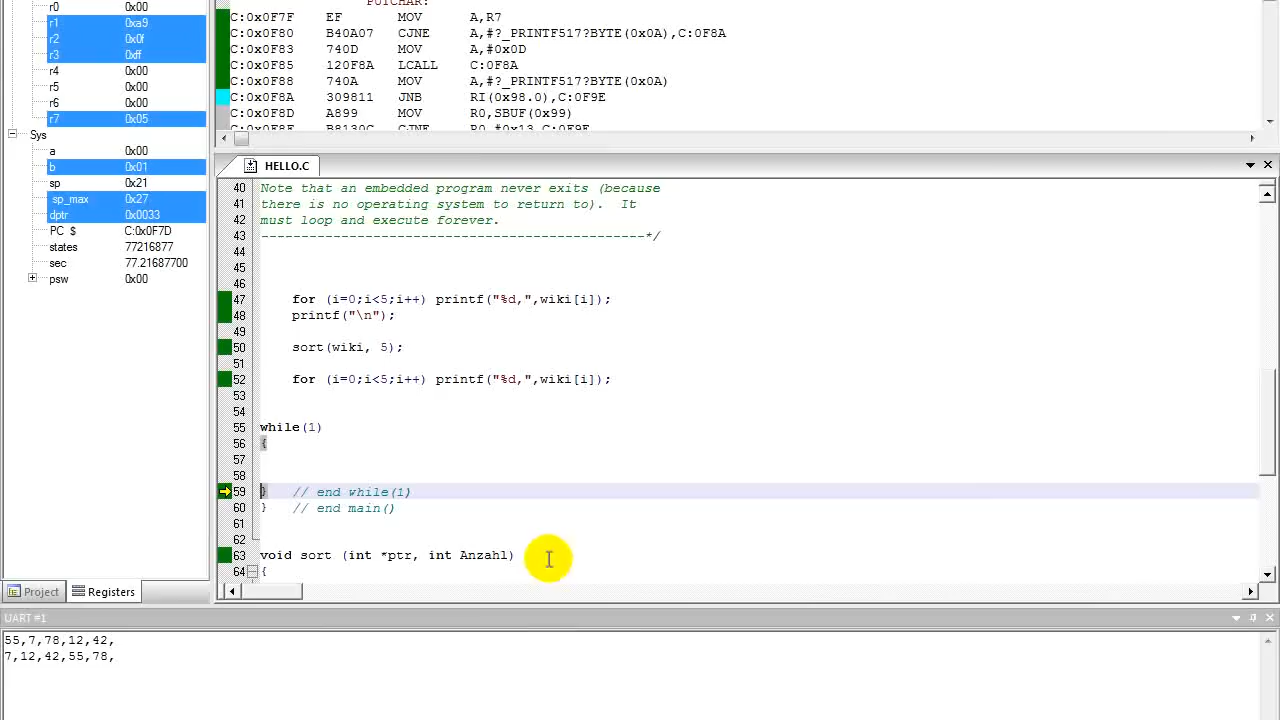 r0 0x00
r1 0xa9
r2 0x0f
r3 0xff
r4 0x00
r5 0x00
r6 0x00
r7 0x05
Sys
a 0x00
b 0x01
sp 0x21
sp_max 0x27
dptr 0x0033
PC $ C:0x0F7D
states 77216877
sec 77.21687700
psw 0x00
Project Registers
PUTCHAR:
C:0x0F7F EF MOV A,R7
C:0x0F80 B40A07 CJNE A,#?_PRINTF517?BYTE(0x0A),C:0F8A
C:0x0F83 740D MOV A,#0x0D
C:0x0F85 120F8A LCALL C:0F8A
C:0x0F88 740A MOV A,#?_PRINTF517?BYTE(0x0A)
C:0x0F8A 309811 JNB RI(0x98.0),C:0F9E
C:0x0F8D A899 MOV R0,SBUF(0x99)
C:0x0F8F B8130C CJNE R0,#0x13,C:0F9E
HELLO.C
40 Note that an embedded program never exits (because
41 there is no operating system to return to). It
42 must loop and execute forever.
43 ------------------------------------------------*/
44
45
46
47 for (i=0;i<5;i++) printf("%d,",wiki[i]);
48 printf("\n");
49
50 sort(wiki, 5);
51
52 for (i=0;i<5;i++) printf("%d,",wiki[i]);
53
54
55 while(1)
56 {
57
58
59 } // end while(1)
60 } // end main()
61
62
63 void sort (int *ptr, int Anzahl)
64 {
UART #1
55,7,78,12,42,
7,12,42,55,78,